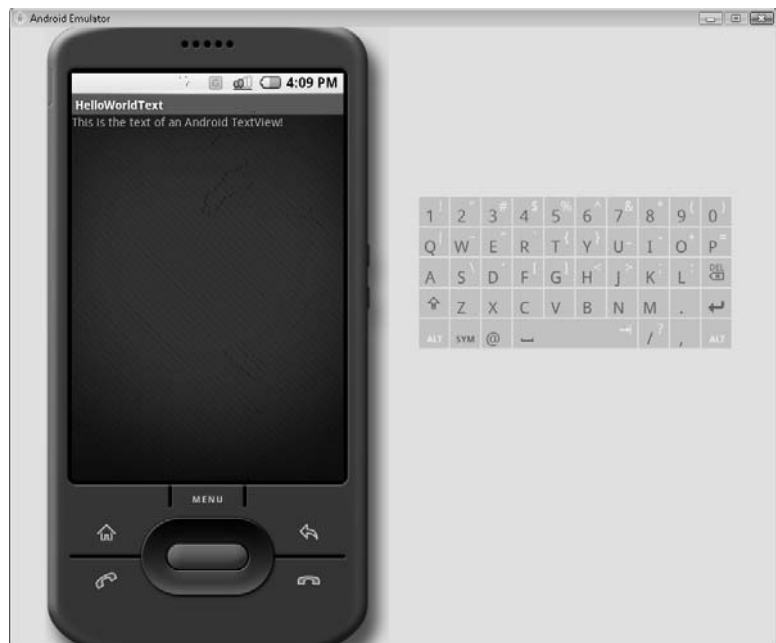 Android Emulator
4:09 PM
HelloWorldText
This is the text of an Android TextView!
MENU
1 ! 2 " 3 # 4 $ 5 % 6 ^ 7 & 8 * 9 ( 0 )
Q | W ~ E R T { Y } U _ I - O + P =
A S \ D ' F [ G ] H < J > K ; L : DEL
Z X C V B N M .
ALT SYM @ / ? , ALT